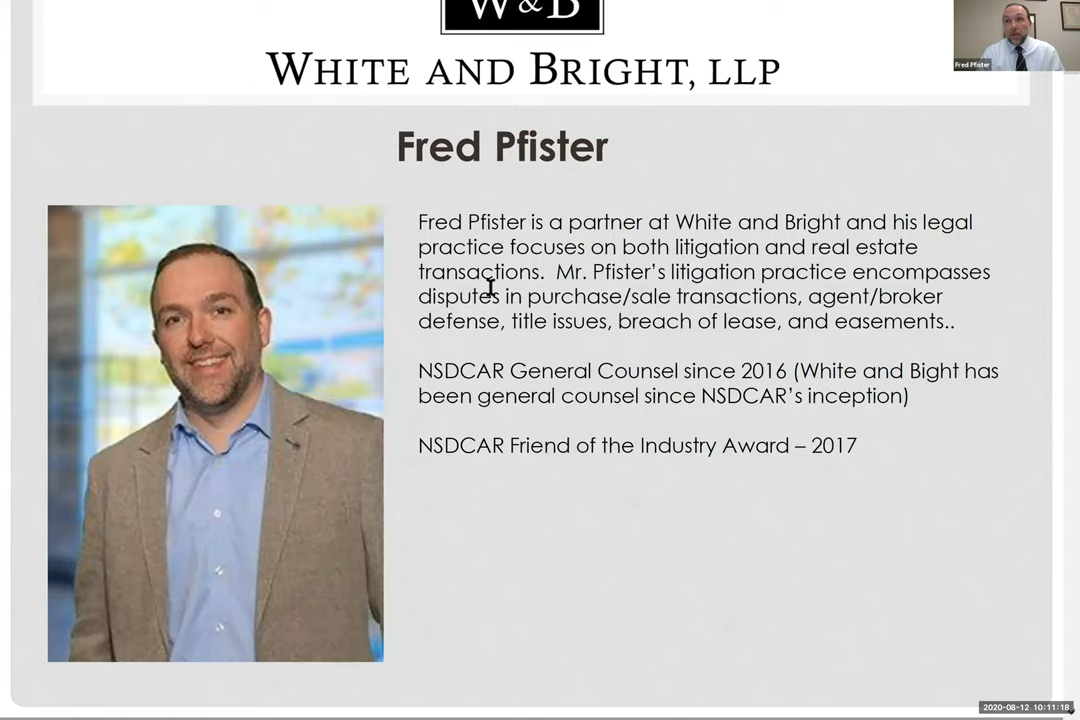 W&B
WHITE AND BRIGHT, LLP
Fred Pfister
Fred Pfister
Fred Pfister is a partner at White and Bright and his legal
practice focuses on both litigation and real estate
transactions. Mr. Pfister’s litigation practice encompasses
disputes in purchase/sale transactions, agent/broker
defense, title issues, breach of lease, and easements..
NSDCAR General Counsel since 2016 (White and Bight has
been general counsel since NSDCAR’s inception)
NSDCAR Friend of the Industry Award – 2017
2020-08-12 10:11:18